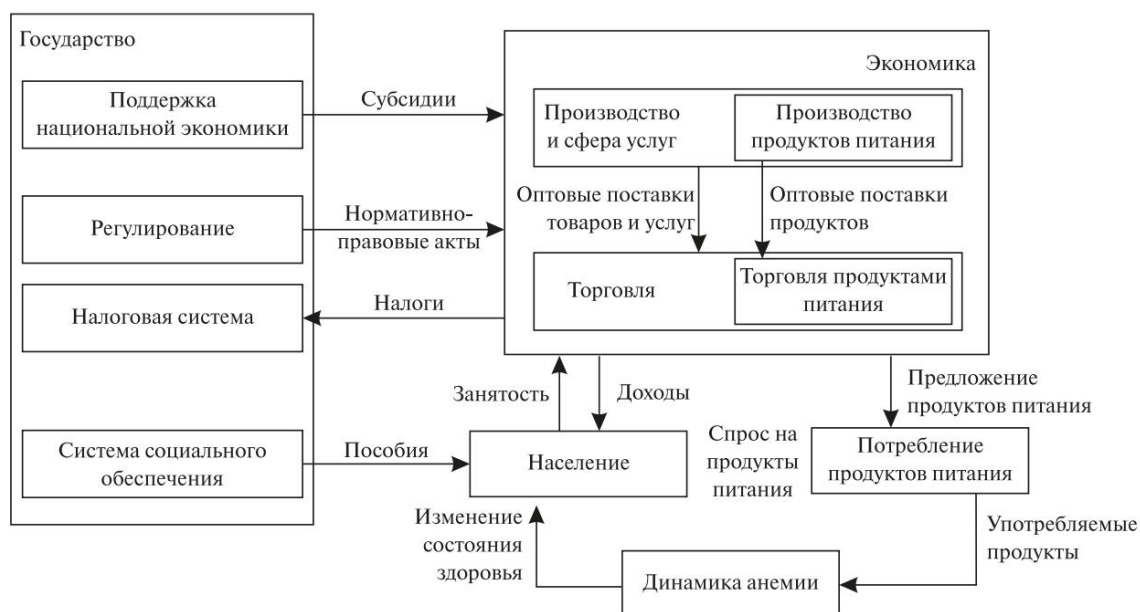 Государство
Поддержка
национальной экономики
Субсидии
Экономика
Производство
и сфера услуг
Производство
продуктов питания
Оптовые поставки
товаров и услуг
Оптовые поставки
продуктов
Регулирование
Нормативно-
правовые акты
Торговля
Торговля продуктами
питания
Налоговая система
Налоги
Занятость
Доходы
Предложение
продуктов питания
Система социального
обеспечения
Пособия
Население
Спрос на
продукты
питания
Потребление
продуктов питания
Изменение
состояния
здоровья
Динамика анемии
Употребляемые
продукты